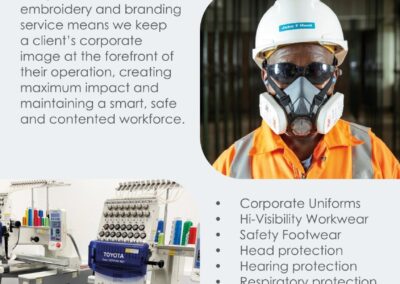 embroidery and branding
service means we keep
a client's corporate
image at the forefront of
their operation, creating
maximum impact and
maintaining a smart, safe
and contented workforce.
John F Hunt
TOYOTA
• Corporate Uniforms
• Hi-Visibility Workwear
• Safety Footwear
• Head protection
• Hearing protection
• Respiratory protection